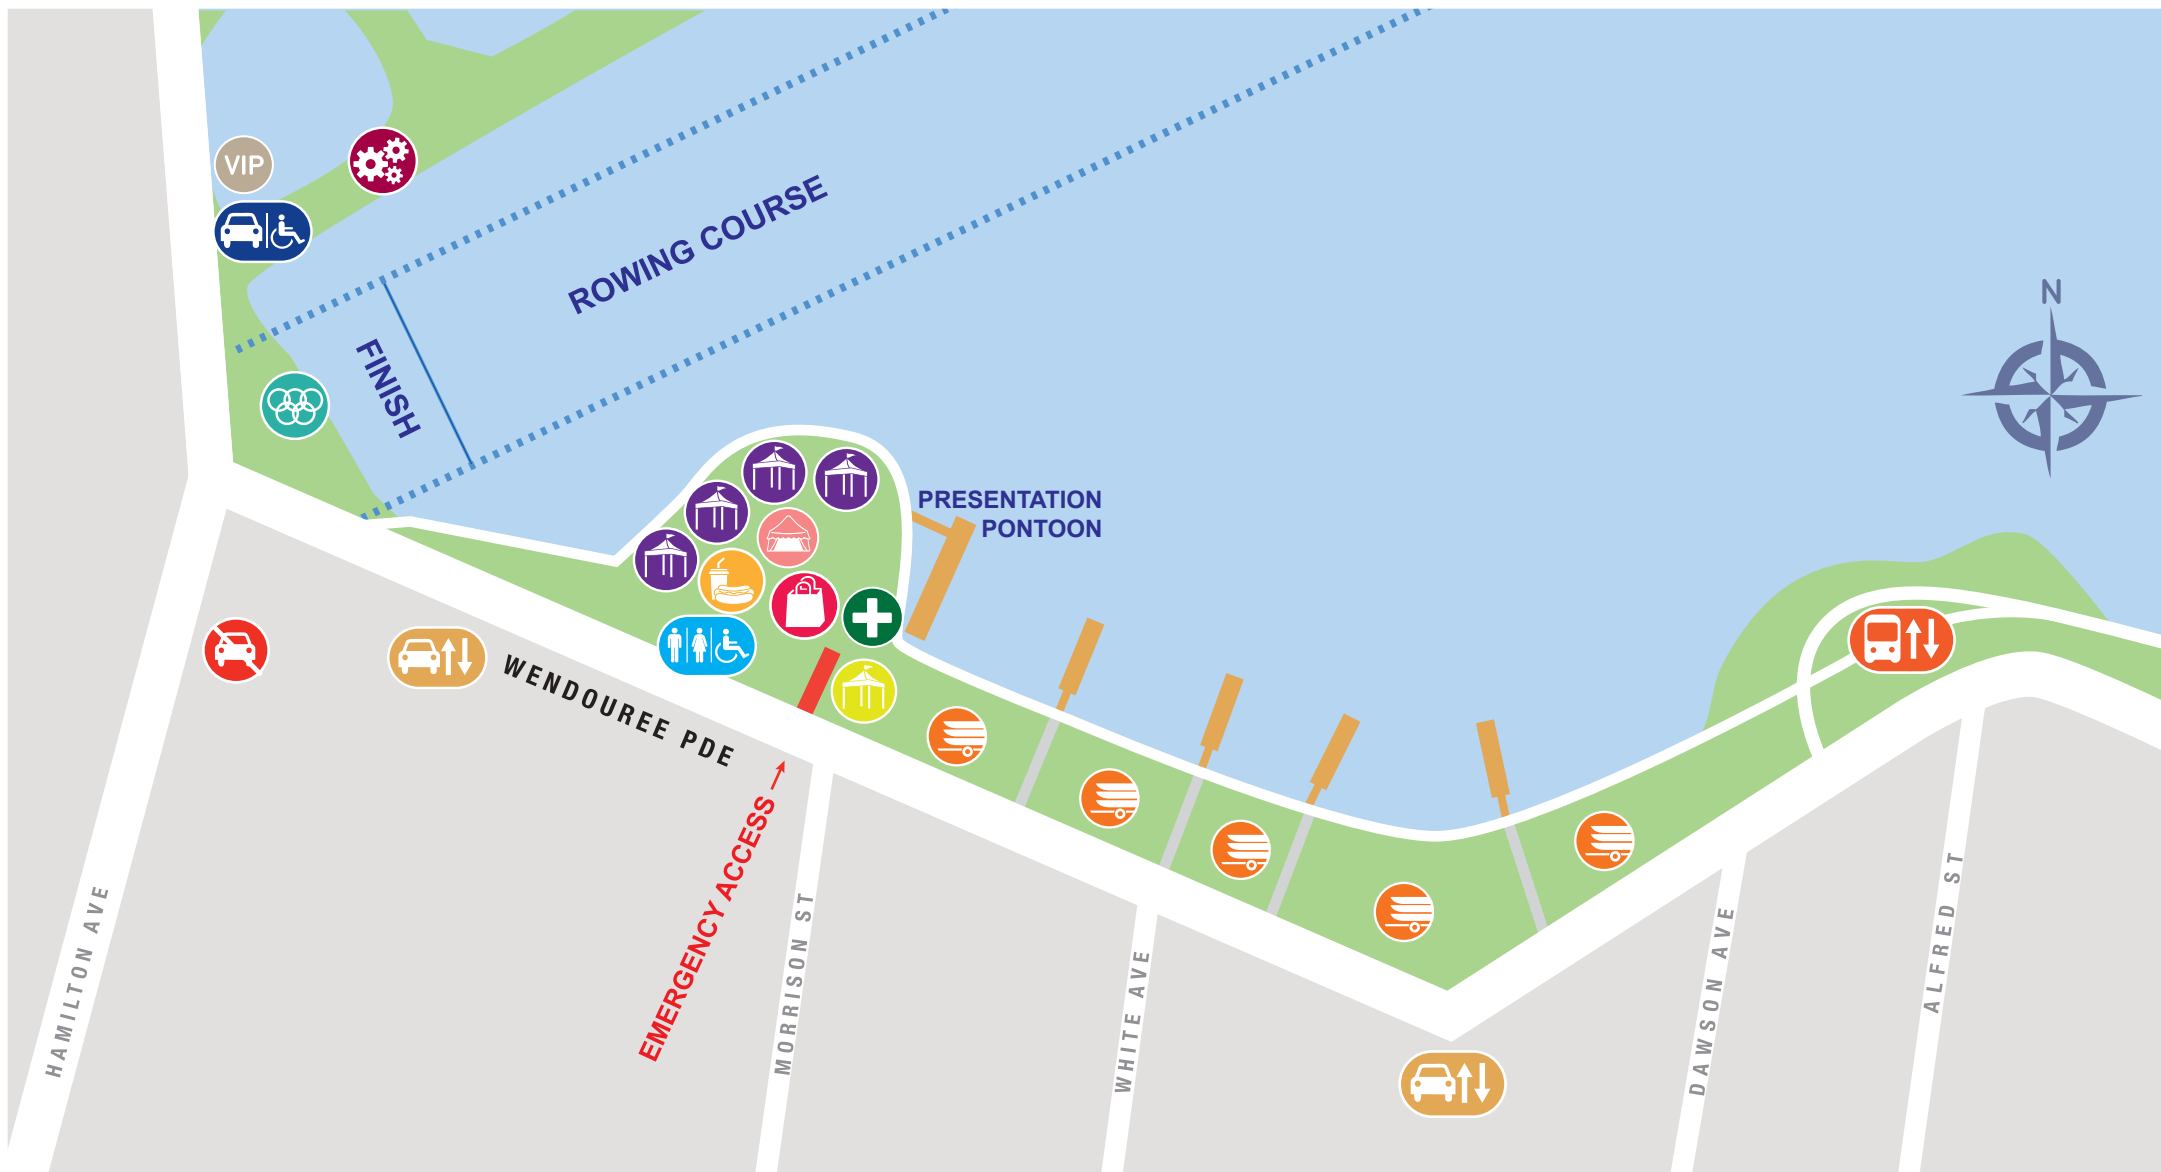 VIP
ROWING COURSE
FINISH
N
PRESENTATION
PONTOON
WENDOUREE PDE
EMERGENCY ACCESS
HAMILTON AVE
MORRISON ST
WHITE AVE
DAWSON AVE
ALFRED ST